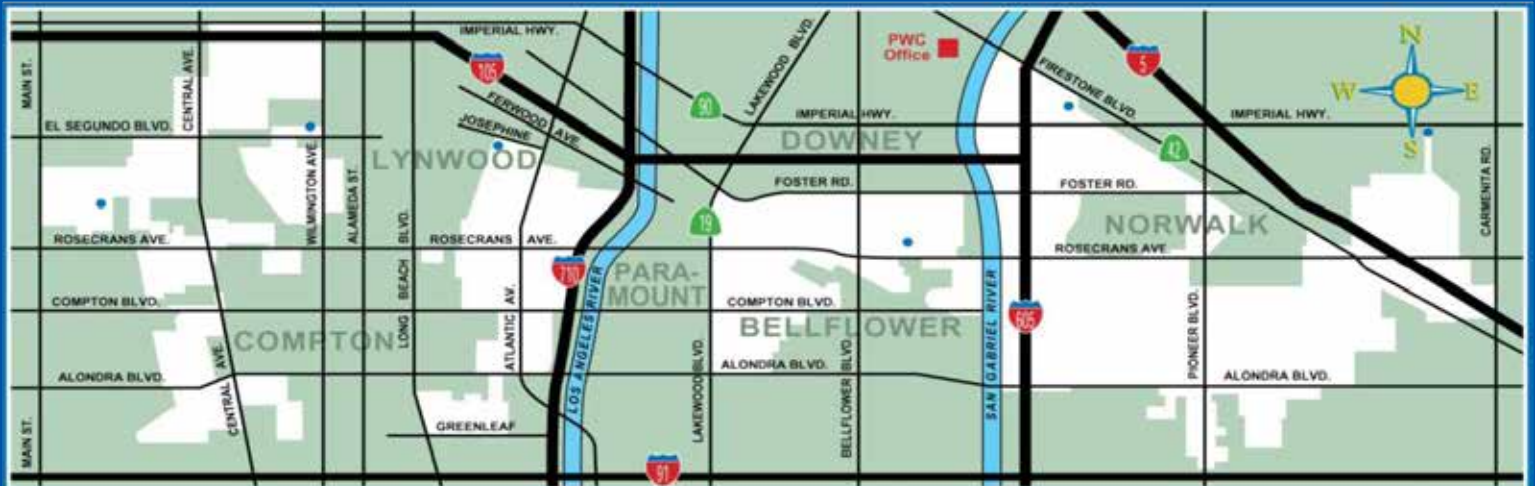 IMPERIAL HWY.
LAKEWOOD BLVD.
PWC
Office
N
W
E
S
MAIN ST.
CENTRAL AVE.
105
5
FIRESTONE BLVD.
FERWOOD AVE.
90
IMPERIAL HWY.
IMPERIAL HWY.
EL SEGUNDO BLVD.
JOSEPHINE
DOWNEY
42
LYNWOOD
WILMINGTON AVE.
ALAMEDA ST.
FOSTER RD.
FOSTER RD.
CARMENITA RD.
19
NORWALK
ROSECRANS AVE.
LONG BEACH BLVD.
ROSECRANS AVE.
ROSECRANS AVE.
710
PARA-
MOUNT
COMPTON BLVD.
ATLANTIC AV.
LOS ANGELES RIVER
COMPTON BLVD.
SAN GABRIEL RIVER
605
PIONEER BLVD.
COMPTON
BELLFLOWER
ALONDRA BLVD.
CENTRAL AVE.
LAKEWOOD BLVD.
ALONDRA BLVD.
BELLFLOWER BLVD.
ALONDRA BLVD.
MAIN ST.
GREENLEAF
91